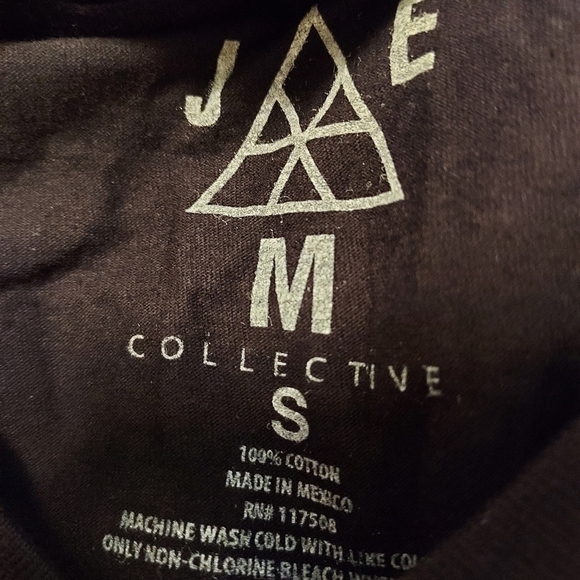 J E
M
COLLECTIVE
S
100% COTTON
MADE IN MEXICO
RN# 117508
MACHINE WASH COLD WITH LIKE
ONLY NON-CHLORINE BLEACH